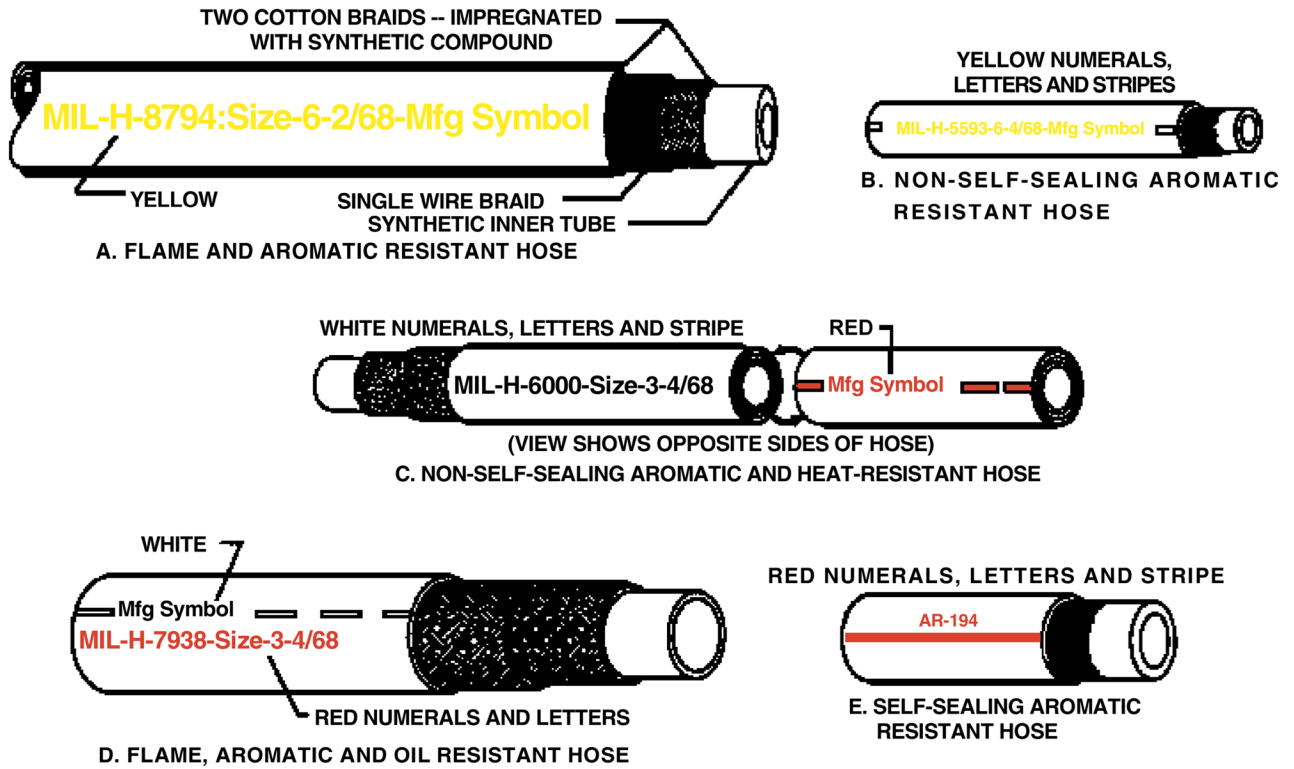 TWO COTTON BRAIDS -- IMPREGNATED
WITH SYNTHETIC COMPOUND
MIL-H-8794:Size-6-2/68-Mfg Symbol
YELLOW
SINGLE WIRE BRAID
SYNTHETIC INNER TUBE
A. FLAME AND AROMATIC RESISTANT HOSE
YELLOW NUMERALS,
LETTERS AND STRIPES
MIL-H-5593-6-4/68-Mfg Symbol
B. NON-SELF-SEALING AROMATIC
RESISTANT HOSE
WHITE NUMERALS, LETTERS AND STRIPE
RED
MIL-H-6000-Size-3-4/68
Mfg Symbol
(VIEW SHOWS OPPOSITE SIDES OF HOSE)
C. NON-SELF-SEALING AROMATIC AND HEAT-RESISTANT HOSE
WHITE
Mfg Symbol
MIL-H-7938-Size-3-4/68
RED NUMERALS AND LETTERS
D. FLAME, AROMATIC AND OIL RESISTANT HOSE
RED NUMERALS, LETTERS AND STRIPE
AR-194
E. SELF-SEALING AROMATIC
RESISTANT HOSE